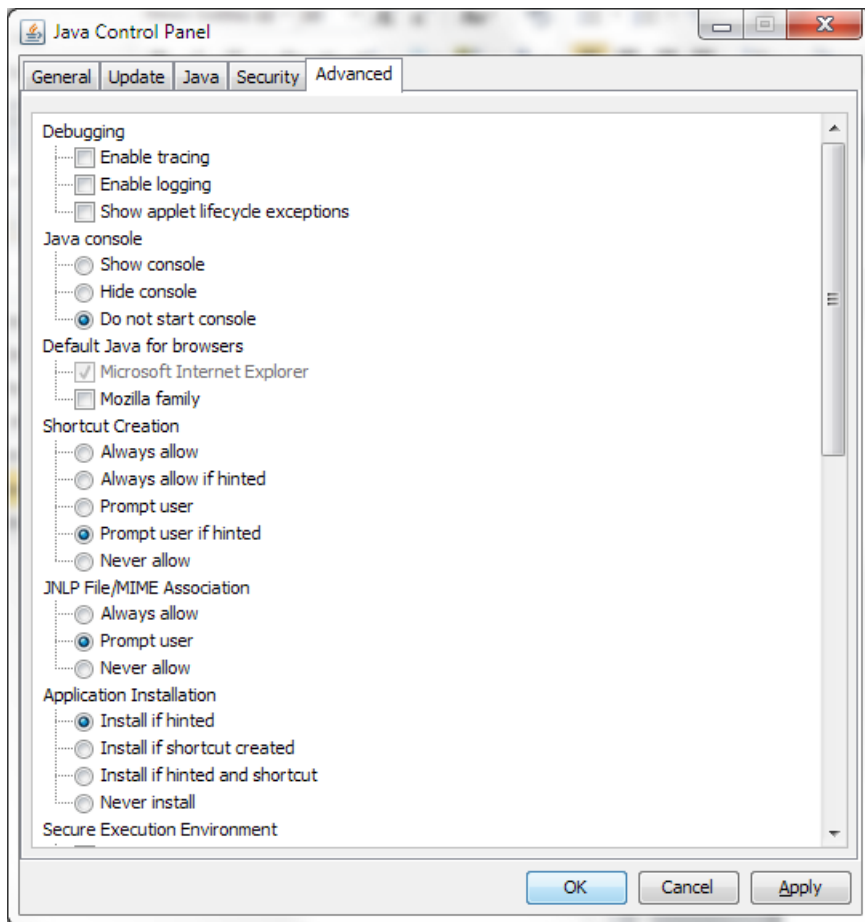 Java Control Panel
General Update Java Security Advanced
Debugging
Enable tracing
Enable logging
Show applet lifecycle exceptions
Java console
Show console
Hide console
Do not start console
Default Java for browsers
Microsoft Internet Explorer
Mozilla family
Shortcut Creation
Always allow
Always allow if hinted
Prompt user
Prompt user if hinted
Never allow
JNLP File/MIME Association
Always allow
Prompt user
Never allow
Application Installation
Install if hinted
Install if shortcut created
Install if hinted and shortcut
Never install
Secure Execution Environment
OK Cancel Apply